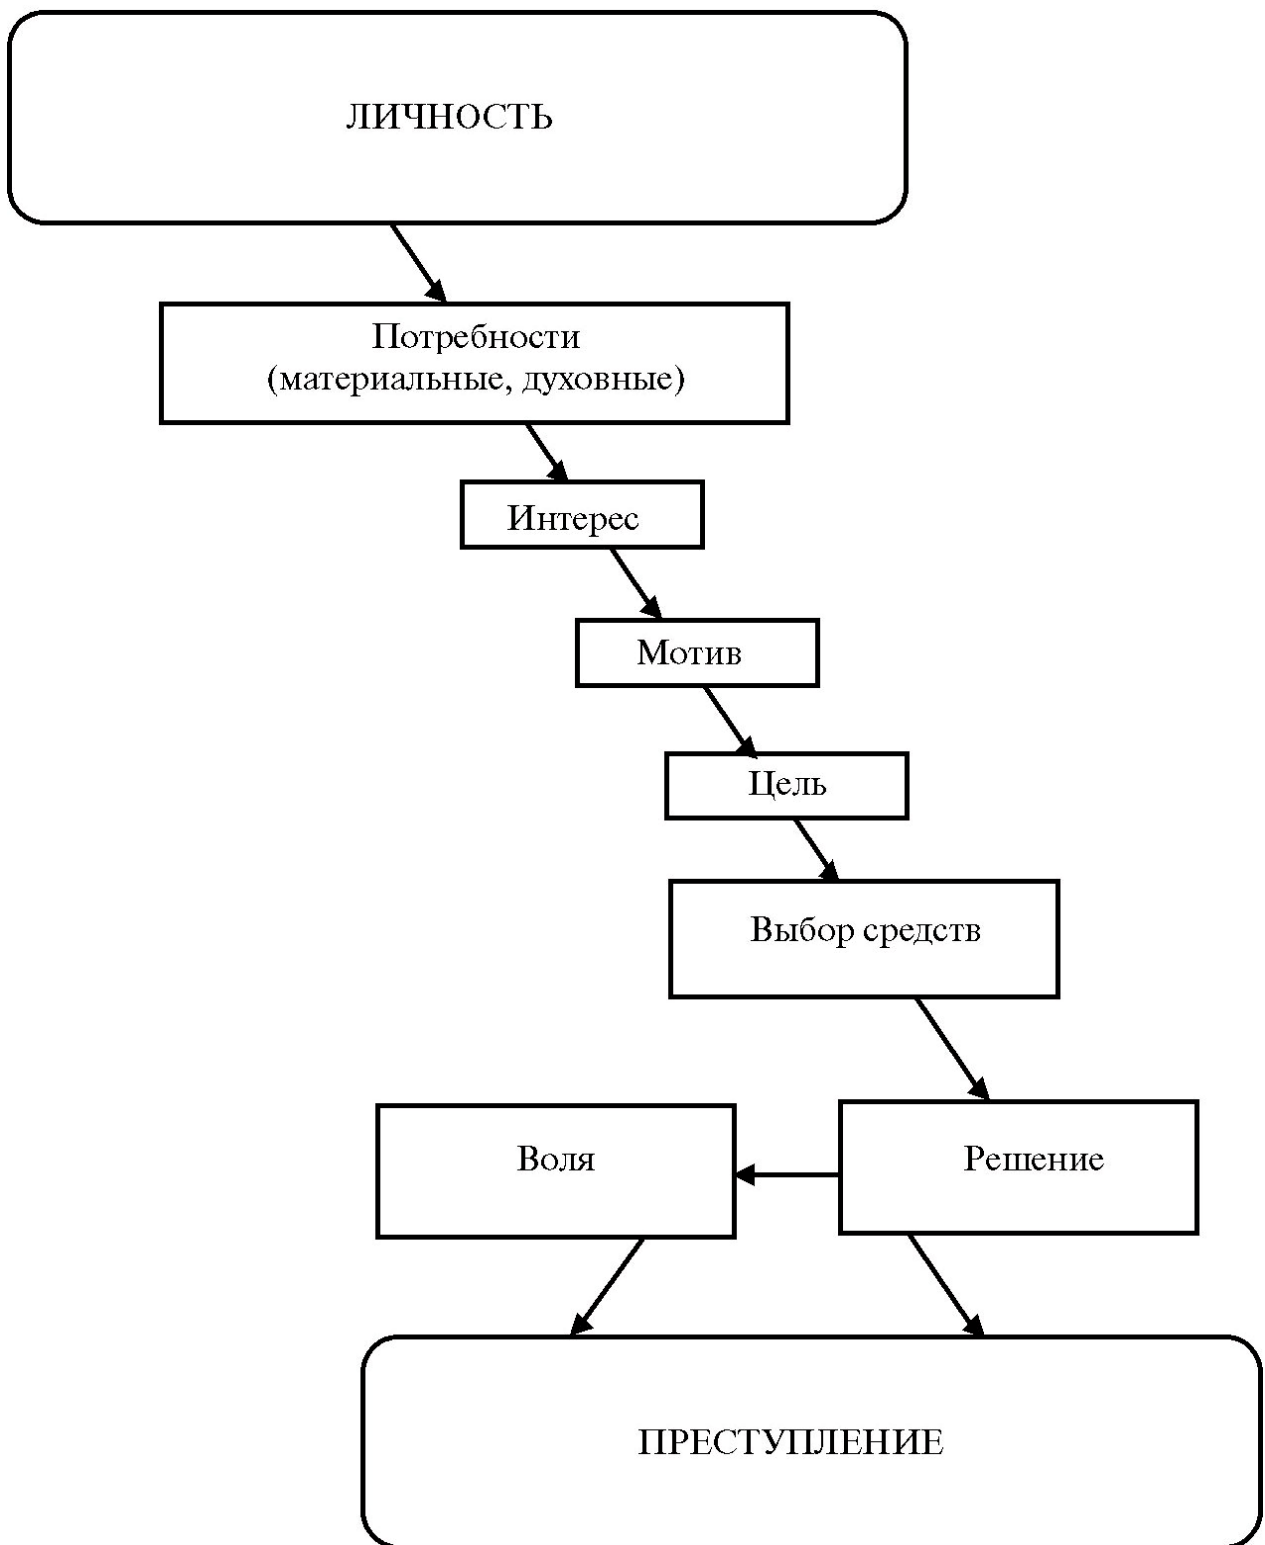 ЛИЧНОСТЬ
Потребности
(материальные, духовные)
Интерес
Мотив
Цель
Выбор средств
Воля
Решение
ПРЕСТУПЛЕНИЕ